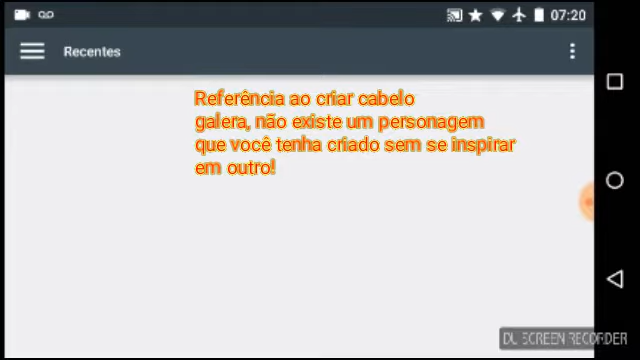 07:20
Recentes
Referência ao criar cabelo
galera, não existe um personagem
que você tenha criado sem se inspirar
em outro!
DU SCREEN RECORDER